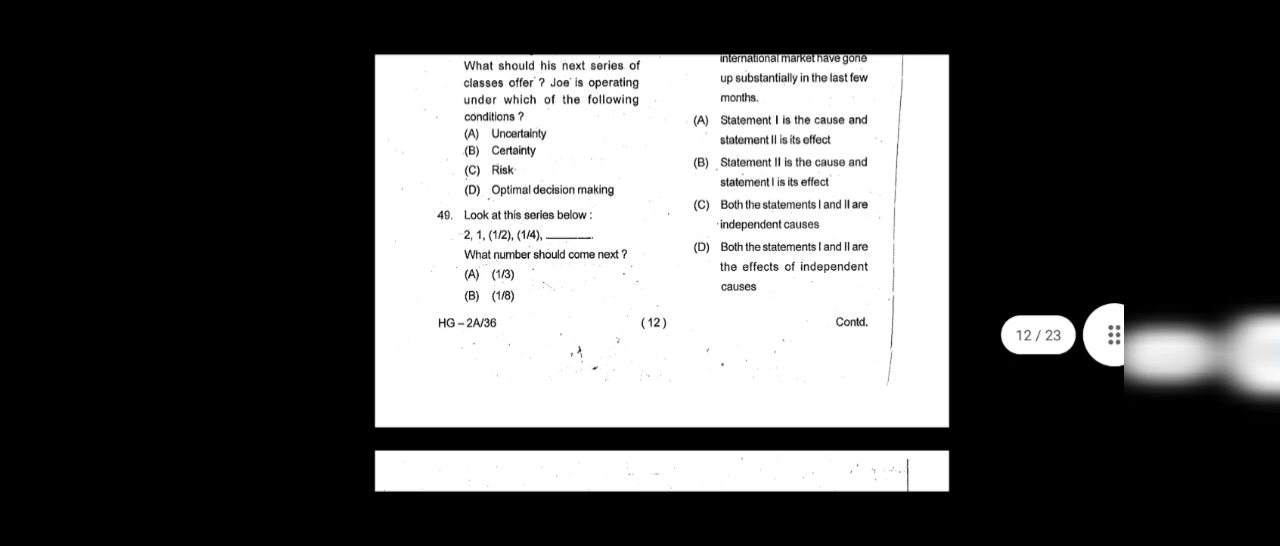 What should his next series of
classes offer ? Joe is operating
under which of the following
conditions ?
(A) Uncertainty
(B) Certainty
(C) Risk
(D) Optimal decision making
49. Look at this series below :
2, 1, (1/2), (1/4), ________.
What number should come next ?
(A) (1/3)
(B) (1/8)
international market have gone
up substantially in the last few
months.
(A) Statement I is the cause and
statement II is its effect
(B) Statement II is the cause and
statement I is its effect
(C) Both the statements I and II are
independent causes
(D) Both the statements I and II are
the effects of independent
causes
HG – 2A/36
( 12 )
Contd.
12 / 23